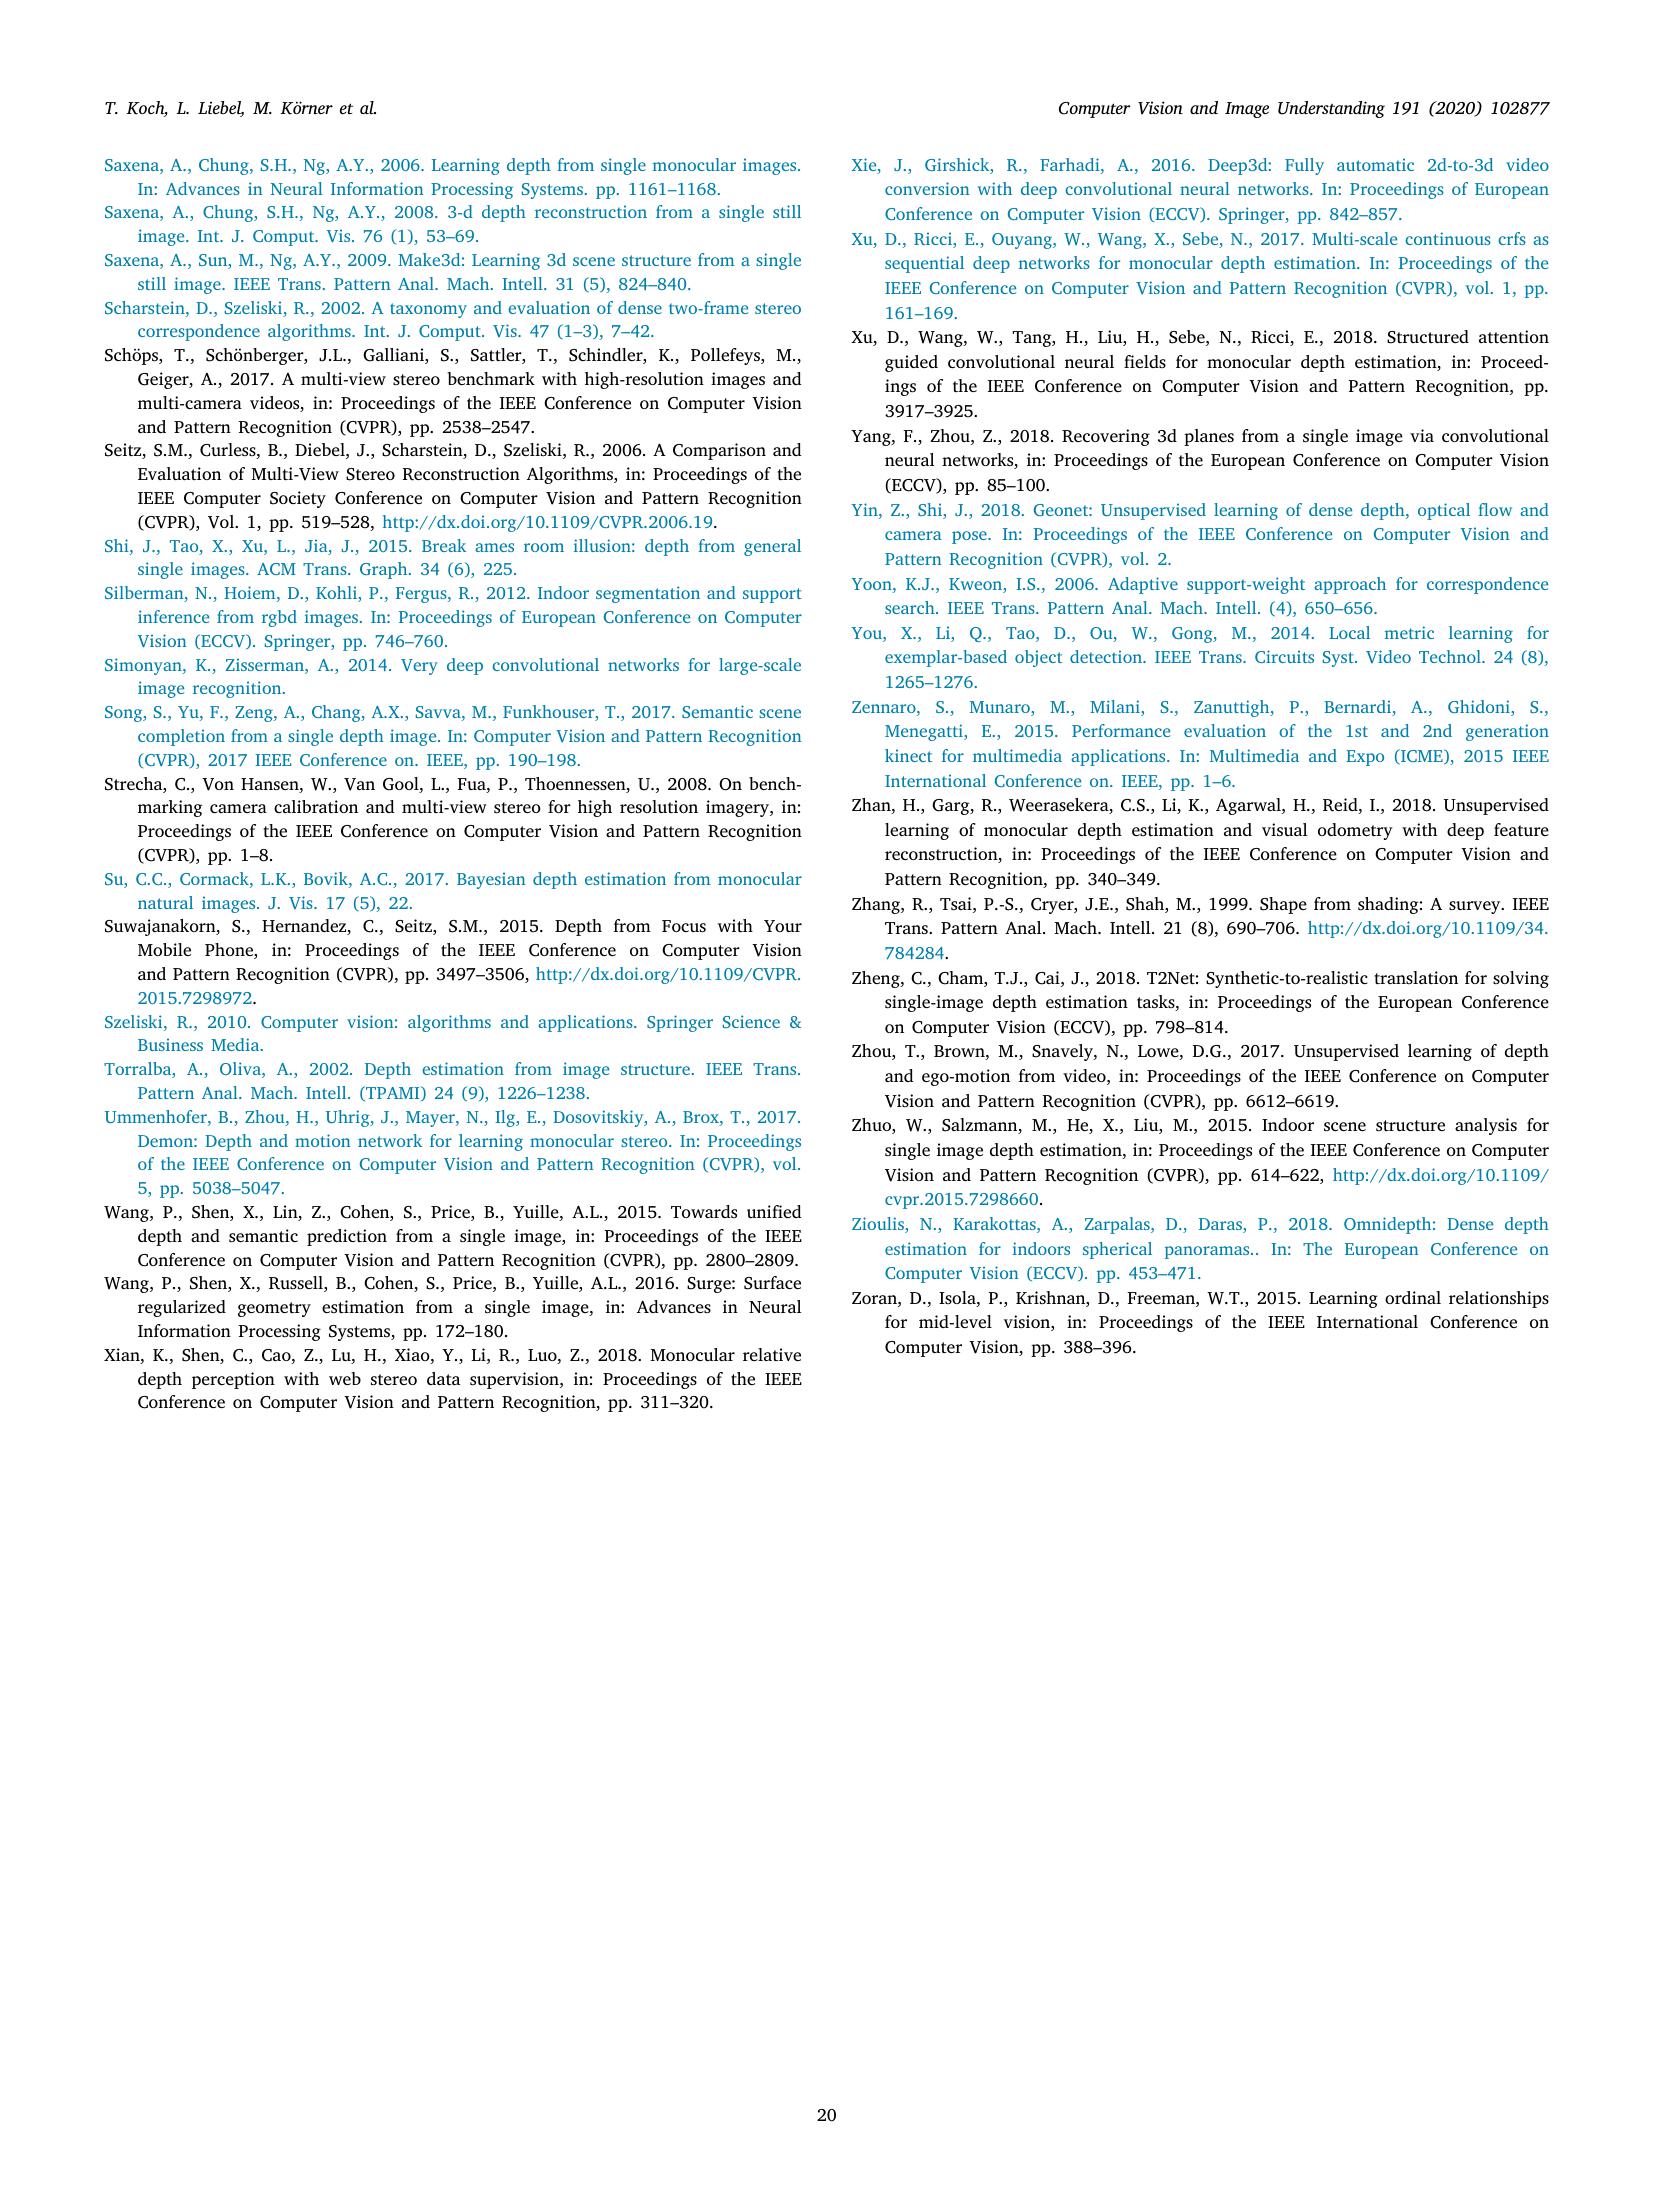 T. Koch, L. Liebel, M. Körner et al.
Computer Vision and Image Understanding 191 (2020) 102877
Saxena, A., Chung, S.H., Ng, A.Y., 2006. Learning depth from single monocular images.
In: Advances in Neural Information Processing Systems. pp. 1161–1168.
Saxena, A., Chung, S.H., Ng, A.Y., 2008. 3-d depth reconstruction from a single still
image. Int. J. Comput. Vis. 76 (1), 53–69.
Saxena, A., Sun, M., Ng, A.Y., 2009. Make3d: Learning 3d scene structure from a single
still image. IEEE Trans. Pattern Anal. Mach. Intell. 31 (5), 824–840.
Scharstein, D., Szeliski, R., 2002. A taxonomy and evaluation of dense two-frame stereo
correspondence algorithms. Int. J. Comput. Vis. 47 (1–3), 7–42.
Schöps, T., Schönberger, J.L., Galliani, S., Sattler, T., Schindler, K., Pollefeys, M.,
Geiger, A., 2017. A multi-view stereo benchmark with high-resolution images and
multi-camera videos, in: Proceedings of the IEEE Conference on Computer Vision
and Pattern Recognition (CVPR), pp. 2538–2547.
Seitz, S.M., Curless, B., Diebel, J., Scharstein, D., Szeliski, R., 2006. A Comparison and
Evaluation of Multi-View Stereo Reconstruction Algorithms, in: Proceedings of the
IEEE Computer Society Conference on Computer Vision and Pattern Recognition
(CVPR), Vol. 1, pp. 519–528, http://dx.doi.org/10.1109/CVPR.2006.19.
Shi, J., Tao, X., Xu, L., Jia, J., 2015. Break ames room illusion: depth from general
single images. ACM Trans. Graph. 34 (6), 225.
Silberman, N., Hoiem, D., Kohli, P., Fergus, R., 2012. Indoor segmentation and support
inference from rgbd images. In: Proceedings of European Conference on Computer
Vision (ECCV). Springer, pp. 746–760.
Simonyan, K., Zisserman, A., 2014. Very deep convolutional networks for large-scale
image recognition.
Song, S., Yu, F., Zeng, A., Chang, A.X., Savva, M., Funkhouser, T., 2017. Semantic scene
completion from a single depth image. In: Computer Vision and Pattern Recognition
(CVPR), 2017 IEEE Conference on. IEEE, pp. 190–198.
Strecha, C., Von Hansen, W., Van Gool, L., Fua, P., Thoennessen, U., 2008. On bench-
marking camera calibration and multi-view stereo for high resolution imagery, in:
Proceedings of the IEEE Conference on Computer Vision and Pattern Recognition
(CVPR), pp. 1–8.
Su, C.C., Cormack, L.K., Bovik, A.C., 2017. Bayesian depth estimation from monocular
natural images. J. Vis. 17 (5), 22.
Suwajanakorn, S., Hernandez, C., Seitz, S.M., 2015. Depth from Focus with Your
Mobile Phone, in: Proceedings of the IEEE Conference on Computer Vision
and Pattern Recognition (CVPR), pp. 3497–3506, http://dx.doi.org/10.1109/CVPR.
2015.7298972.
Szeliski, R., 2010. Computer vision: algorithms and applications. Springer Science &
Business Media.
Torralba, A., Oliva, A., 2002. Depth estimation from image structure. IEEE Trans.
Pattern Anal. Mach. Intell. (TPAMI) 24 (9), 1226–1238.
Ummenhofer, B., Zhou, H., Uhrig, J., Mayer, N., Ilg, E., Dosovitskiy, A., Brox, T., 2017.
Demon: Depth and motion network for learning monocular stereo. In: Proceedings
of the IEEE Conference on Computer Vision and Pattern Recognition (CVPR), vol.
5, pp. 5038–5047.
Wang, P., Shen, X., Lin, Z., Cohen, S., Price, B., Yuille, A.L., 2015. Towards unified
depth and semantic prediction from a single image, in: Proceedings of the IEEE
Conference on Computer Vision and Pattern Recognition (CVPR), pp. 2800–2809.
Wang, P., Shen, X., Russell, B., Cohen, S., Price, B., Yuille, A.L., 2016. Surge: Surface
regularized geometry estimation from a single image, in: Advances in Neural
Information Processing Systems, pp. 172–180.
Xian, K., Shen, C., Cao, Z., Lu, H., Xiao, Y., Li, R., Luo, Z., 2018. Monocular relative
depth perception with web stereo data supervision, in: Proceedings of the IEEE
Conference on Computer Vision and Pattern Recognition, pp. 311–320.
Xie, J., Girshick, R., Farhadi, A., 2016. Deep3d: Fully automatic 2d-to-3d video
conversion with deep convolutional neural networks. In: Proceedings of European
Conference on Computer Vision (ECCV). Springer, pp. 842–857.
Xu, D., Ricci, E., Ouyang, W., Wang, X., Sebe, N., 2017. Multi-scale continuous crfs as
sequential deep networks for monocular depth estimation. In: Proceedings of the
IEEE Conference on Computer Vision and Pattern Recognition (CVPR), vol. 1, pp.
161–169.
Xu, D., Wang, W., Tang, H., Liu, H., Sebe, N., Ricci, E., 2018. Structured attention
guided convolutional neural fields for monocular depth estimation, in: Proceed-
ings of the IEEE Conference on Computer Vision and Pattern Recognition, pp.
3917–3925.
Yang, F., Zhou, Z., 2018. Recovering 3d planes from a single image via convolutional
neural networks, in: Proceedings of the European Conference on Computer Vision
(ECCV), pp. 85–100.
Yin, Z., Shi, J., 2018. Geonet: Unsupervised learning of dense depth, optical flow and
camera pose. In: Proceedings of the IEEE Conference on Computer Vision and
Pattern Recognition (CVPR), vol. 2.
Yoon, K.J., Kweon, I.S., 2006. Adaptive support-weight approach for correspondence
search. IEEE Trans. Pattern Anal. Mach. Intell. (4), 650–656.
You, X., Li, Q., Tao, D., Ou, W., Gong, M., 2014. Local metric learning for
exemplar-based object detection. IEEE Trans. Circuits Syst. Video Technol. 24 (8),
1265–1276.
Zennaro, S., Munaro, M., Milani, S., Zanuttigh, P., Bernardi, A., Ghidoni, S.,
Menegatti, E., 2015. Performance evaluation of the 1st and 2nd generation
kinect for multimedia applications. In: Multimedia and Expo (ICME), 2015 IEEE
International Conference on. IEEE, pp. 1–6.
Zhan, H., Garg, R., Weerasekera, C.S., Li, K., Agarwal, H., Reid, I., 2018. Unsupervised
learning of monocular depth estimation and visual odometry with deep feature
reconstruction, in: Proceedings of the IEEE Conference on Computer Vision and
Pattern Recognition, pp. 340–349.
Zhang, R., Tsai, P.-S., Cryer, J.E., Shah, M., 1999. Shape from shading: A survey. IEEE
Trans. Pattern Anal. Mach. Intell. 21 (8), 690–706. http://dx.doi.org/10.1109/34.
784284.
Zheng, C., Cham, T.J., Cai, J., 2018. T2Net: Synthetic-to-realistic translation for solving
single-image depth estimation tasks, in: Proceedings of the European Conference
on Computer Vision (ECCV), pp. 798–814.
Zhou, T., Brown, M., Snavely, N., Lowe, D.G., 2017. Unsupervised learning of depth
and ego-motion from video, in: Proceedings of the IEEE Conference on Computer
Vision and Pattern Recognition (CVPR), pp. 6612–6619.
Zhuo, W., Salzmann, M., He, X., Liu, M., 2015. Indoor scene structure analysis for
single image depth estimation, in: Proceedings of the IEEE Conference on Computer
Vision and Pattern Recognition (CVPR), pp. 614–622, http://dx.doi.org/10.1109/
cvpr.2015.7298660.
Zioulis, N., Karakottas, A., Zarpalas, D., Daras, P., 2018. Omnidepth: Dense depth
estimation for indoors spherical panoramas.. In: The European Conference on
Computer Vision (ECCV). pp. 453–471.
Zoran, D., Isola, P., Krishnan, D., Freeman, W.T., 2015. Learning ordinal relationships
for mid-level vision, in: Proceedings of the IEEE International Conference on
Computer Vision, pp. 388–396.
20